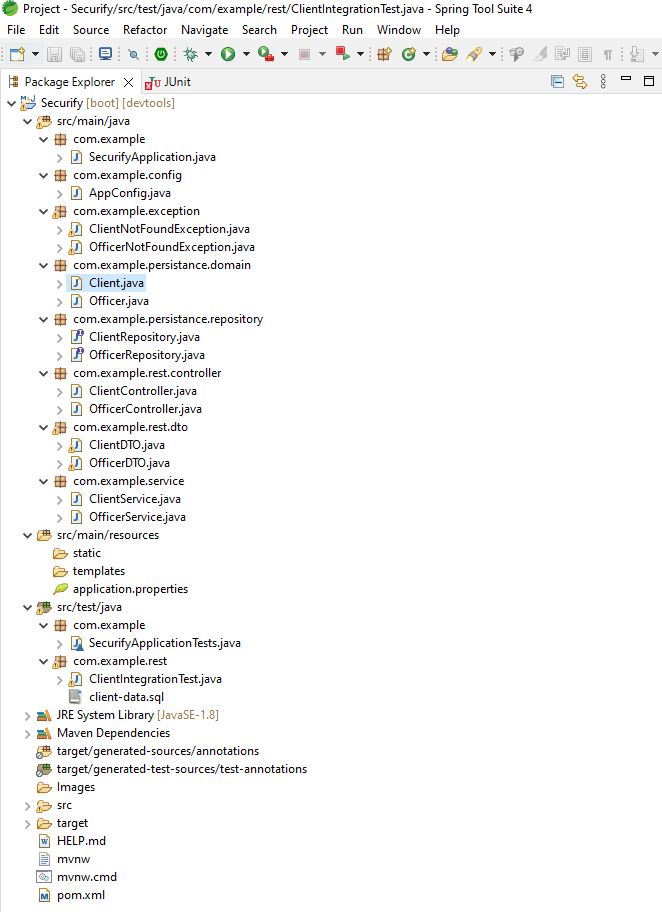 Project - Securify/src/test/java/com/example/rest/ClientIntegrationTest.java - Spring Tool Suite 4
File Edit Source Refactor Navigate Search Project Run Window Help
Package Explorer JUnit
Securify [boot] [devtools]
src/main/java
com.example
SecurifyApplication.java
com.example.config
AppConfig.java
com.example.exception
ClientNotFoundException.java
OfficerNotFoundException.java
com.example.persistance.domain
Client.java
Officer.java
com.example.persistance.repository
ClientRepository.java
OfficerRepository.java
com.example.rest.controller
ClientController.java
OfficerController.java
com.example.rest.dto
ClientDTO.java
OfficerDTO.java
com.example.service
ClientService.java
OfficerService.java
src/main/resources
static
templates
application.properties
src/test/java
com.example
SecurifyApplicationTests.java
com.example.rest
ClientIntegrationTest.java
client-data.sql
JRE System Library [JavaSE-1.8]
Maven Dependencies
target/generated-sources/annotations
target/generated-test-sources/test-annotations
Images
src
target
HELP.md
mvnw
mvnw.cmd
pom.xml